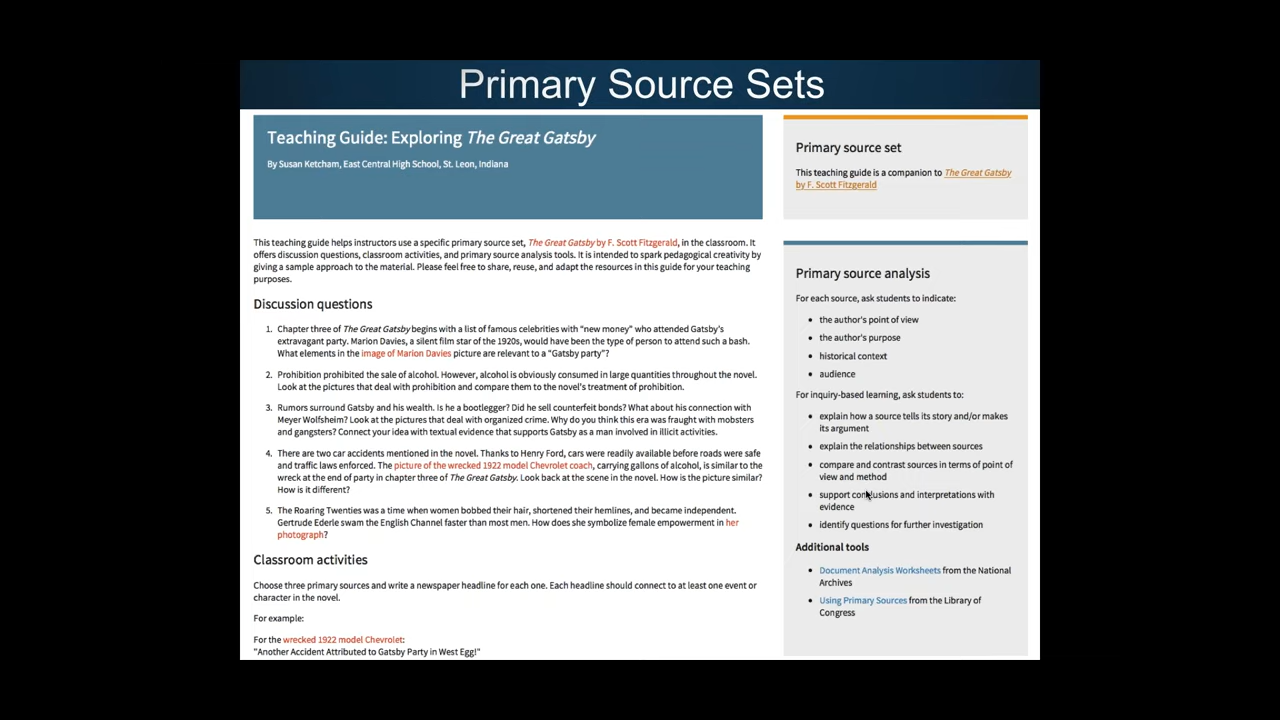 Primary Source Sets
Teaching Guide: Exploring The Great Gatsby
By Susan Ketcham, East Central High School, St. Leon, Indiana
This teaching guide helps instructors use a specific primary source set, The Great Gatsby by F. Scott Fitzgerald, in the classroom. It
offers discussion questions, classroom activities, and primary source analysis tools. It is intended to spark pedagogical creativity by
giving a sample approach to the material. Please feel free to share, reuse, and adapt the resources in this guide for your teaching
purposes.
Discussion questions
1. Chapter three of The Great Gatsby begins with a list of famous celebrities with “new money” who attended Gatsby’s
extravagant party. Marion Davies, a silent film star of the 1920s, would have been the type of person to attend such a bash.
What elements in the image of Marion Davies picture are relevant to a “Gatsby party”?
2. Prohibition prohibited the sale of alcohol. However, alcohol is obviously consumed in large quantities throughout the novel.
Look at the pictures that deal with prohibition and compare them to the novel’s treatment of prohibition.
3. Rumors surround Gatsby and his wealth. Is he a bootlegger? Did he sell counterfeit bonds? What about his connection with
Meyer Wolfsheim? Look at the pictures that deal with organized crime. Why do you think this era was fraught with mobsters
and gangsters? Connect your idea with textual evidence that supports Gatsby as a man involved in illicit activities.
4. There are two car accidents mentioned in the novel. Thanks to Henry Ford, cars were readily available before roads were safe
and traffic laws enforced. The picture of the wrecked 1922 model Chevrolet coach, carrying gallons of alcohol, is similar to the
wreck at the end of party in chapter three of The Great Gatsby. Look back at the scene in the novel. How is the picture similar?
How is it different?
5. The Roaring Twenties was a time when women bobbed their hair, shortened their hemlines, and became independent.
Gertrude Ederle swam the English Channel faster than most men. How does she symbolize female empowerment in her
photograph?
Classroom activities
Choose three primary sources and write a newspaper headline for each one. Each headline should connect to at least one event or
character in the novel.
For example:
For the wrecked 1922 model Chevrolet:
"Another Accident Attributed to Gatsby Party in West Egg!"
Primary source set
This teaching guide is a companion to The Great Gatsby
by F. Scott Fitzgerald
Primary source analysis
For each source, ask students to indicate:
• the author's point of view
• the author's purpose
• historical context
• audience
For inquiry-based learning, ask students to:
• explain how a source tells its story and/or makes
its argument
• explain the relationships between sources
• compare and contrast sources in terms of point of
view and method
• support conclusions and interpretations with
evidence
• identify questions for further investigation
Additional tools
• Document Analysis Worksheets from the National
Archives
• Using Primary Sources from the Library of
Congress